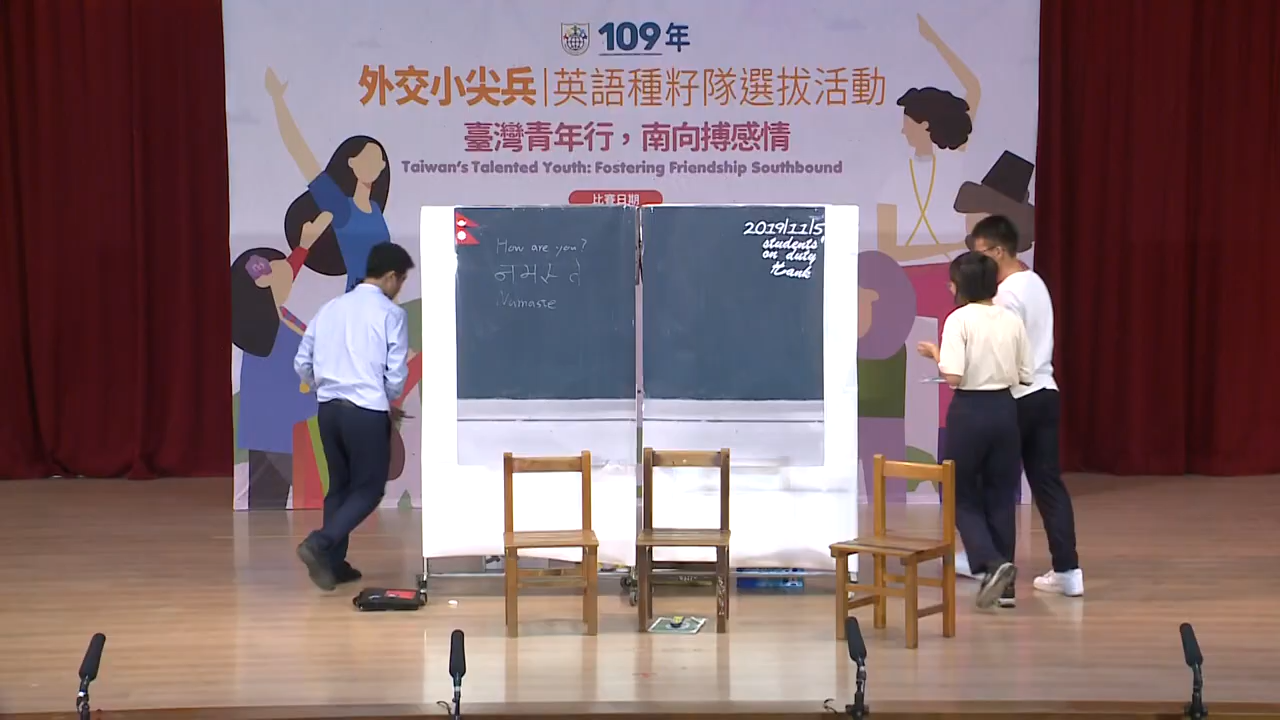 109年
外交小尖兵|英語種籽隊選拔活動
臺灣青年行，南向搏感情
Taiwan's Talented Youth: Fostering Friendship Southbound
比賽日期
How are you?
नमस्ते
Namaste
2019/11/5
students
on duty
Hank